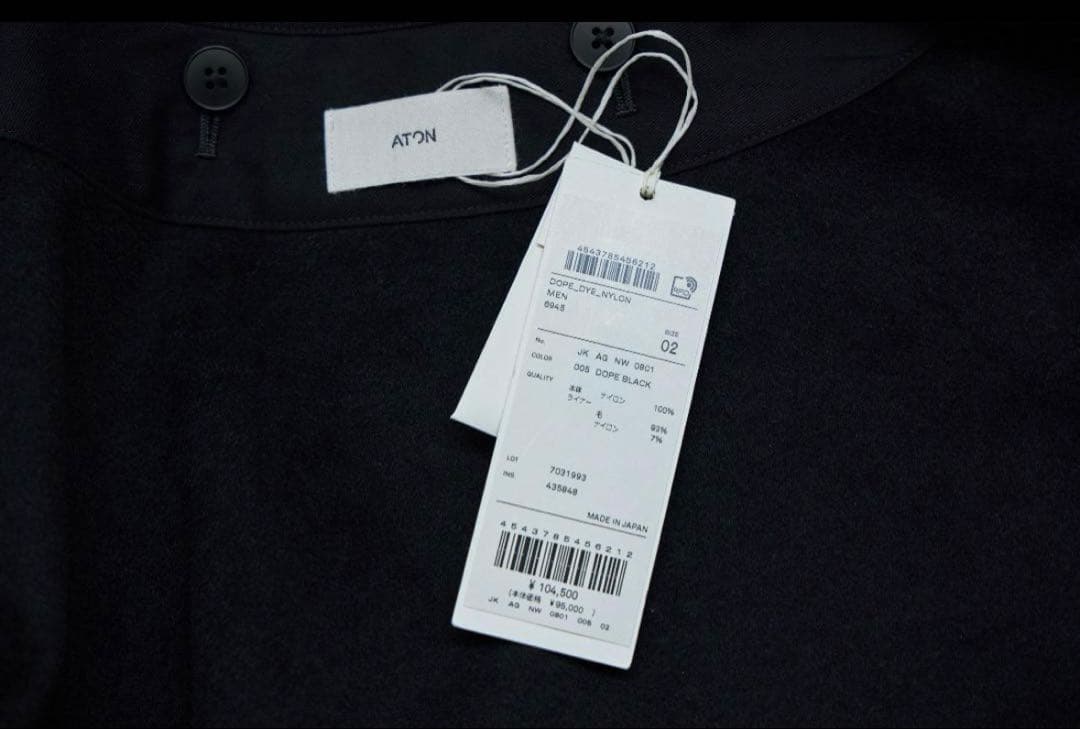 ATON
4543785456212
RFID
DOPE_DYE_NYLON
MEN
6945
SIZE
02
No. JK AG NW 0801
COLOR 005 DOPE BLACK
QUALITY
本体 ナイロン 100%
ライナー
毛 93%
ナイロン 7%
LOT 7031993
INS. 435848
MADE IN JAPAN
4543785456212
¥ 104,500
(本体価格 ¥95,000 )
JK AG NW 0801 005 02